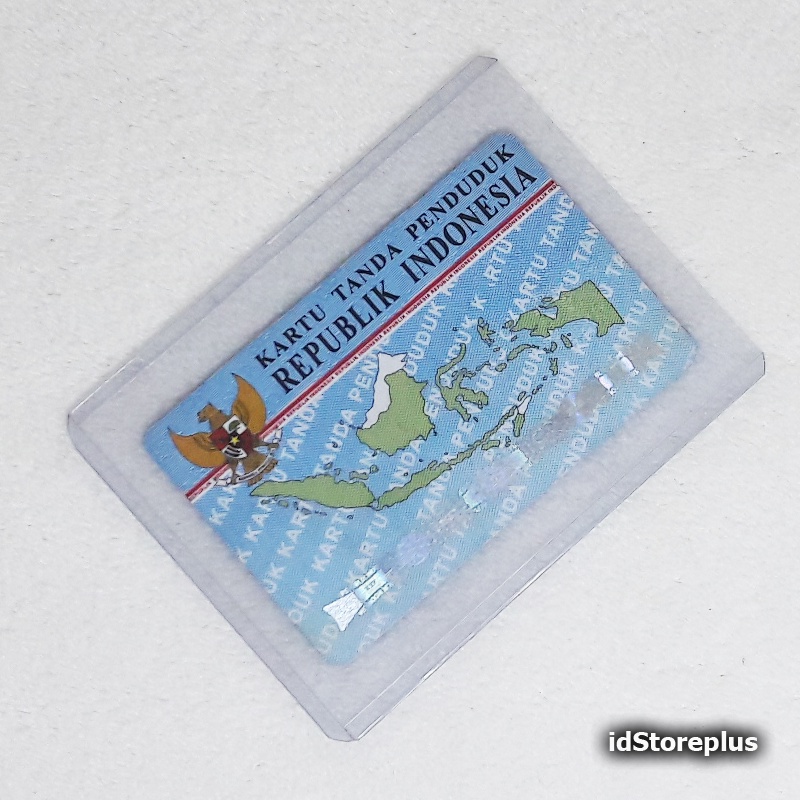 KARTU TANDA PENDUDUK
REPUBLIK INDONESIA
idStoreplus